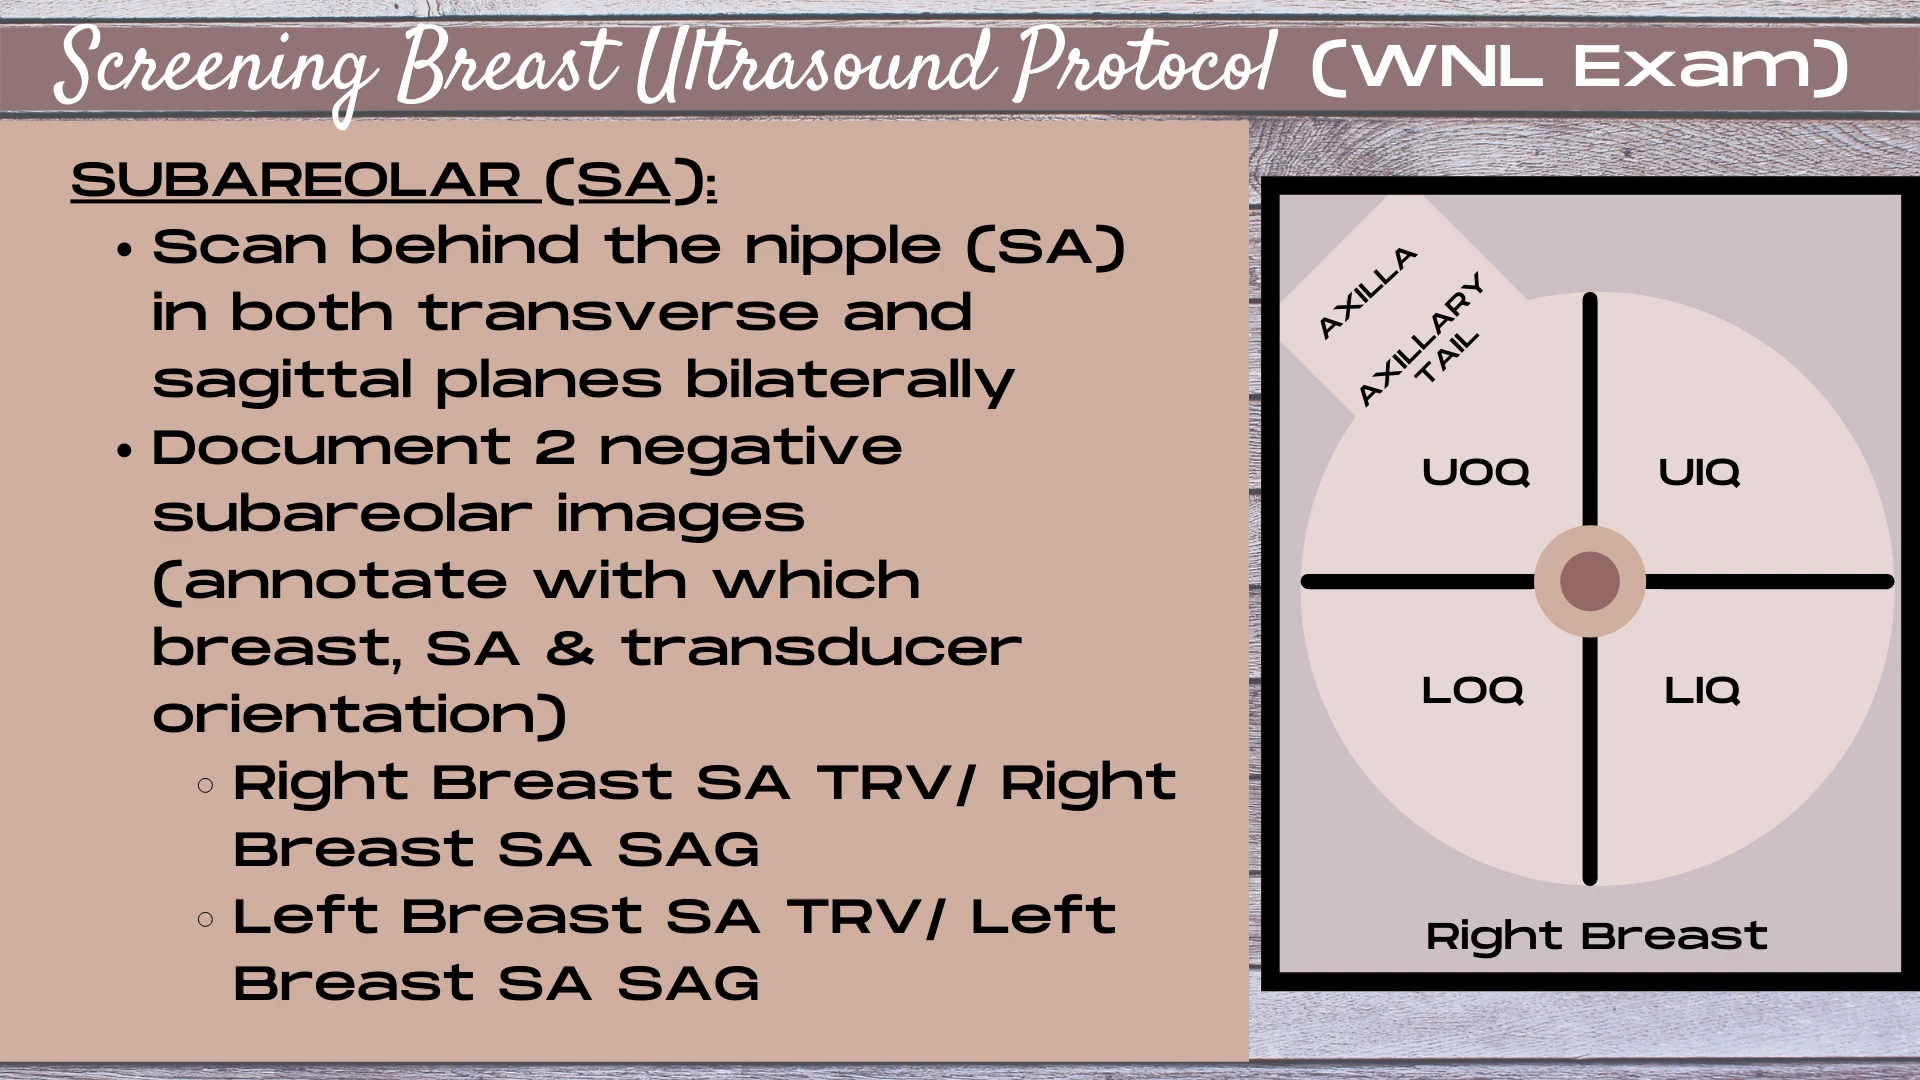 Screening Breast Ultrasound Protocol (WNL Exam)
SUBAREOLAR (SA):
• Scan behind the nipple (SA)
in both transverse and
sagittal planes bilaterally
• Document 2 negative
subareolar images
(annotate with which
breast, SA & transducer
orientation)
○ Right Breast SA TRV/ Right
Breast SA SAG
○ Left Breast SA TRV/ Left
Breast SA SAG
AXILLA
AXILLARY
TAIL
UOQ
UIQ
LOQ
LIQ
Right Breast